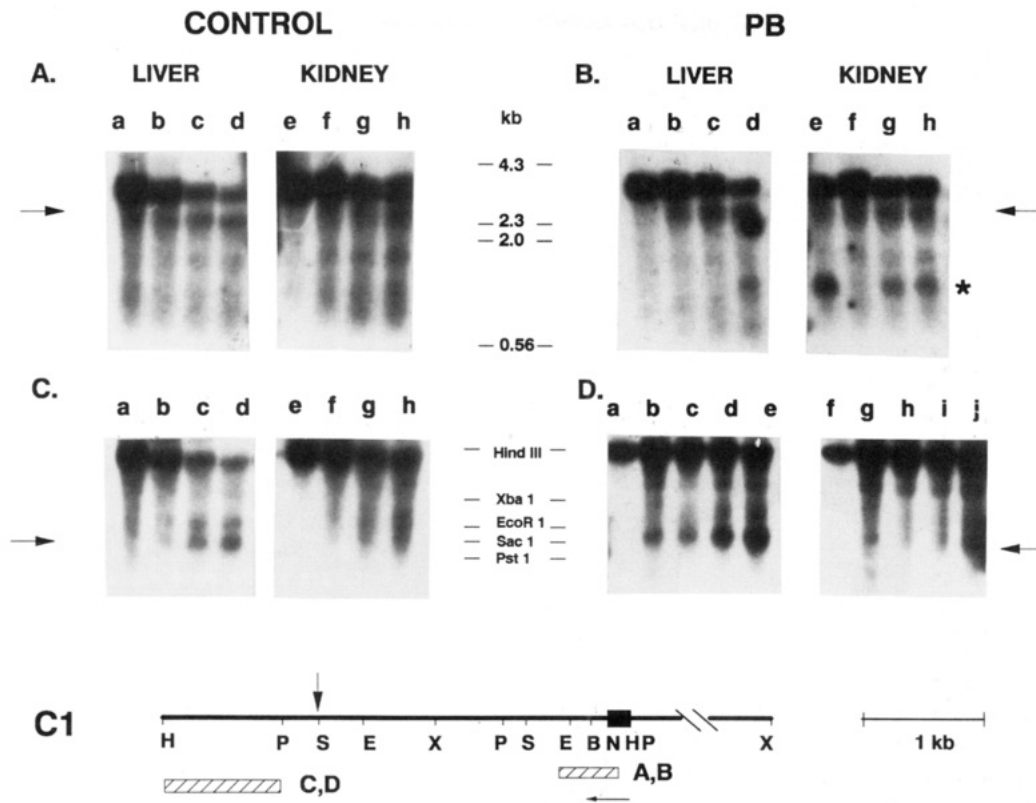 CONTROL PB
A. LIVER KIDNEY B. LIVER KIDNEY
a b c d e f g h kb a b c d e f g h
4.3
2.3
2.0
*
0.56
C. D.
a b c d e f g h a b c d e f g h i j
Hind III
Xba 1
EcoR 1
Sac 1
Pst 1
C1
H P S E X P S E B N H P X 1 kb
C,D A,B